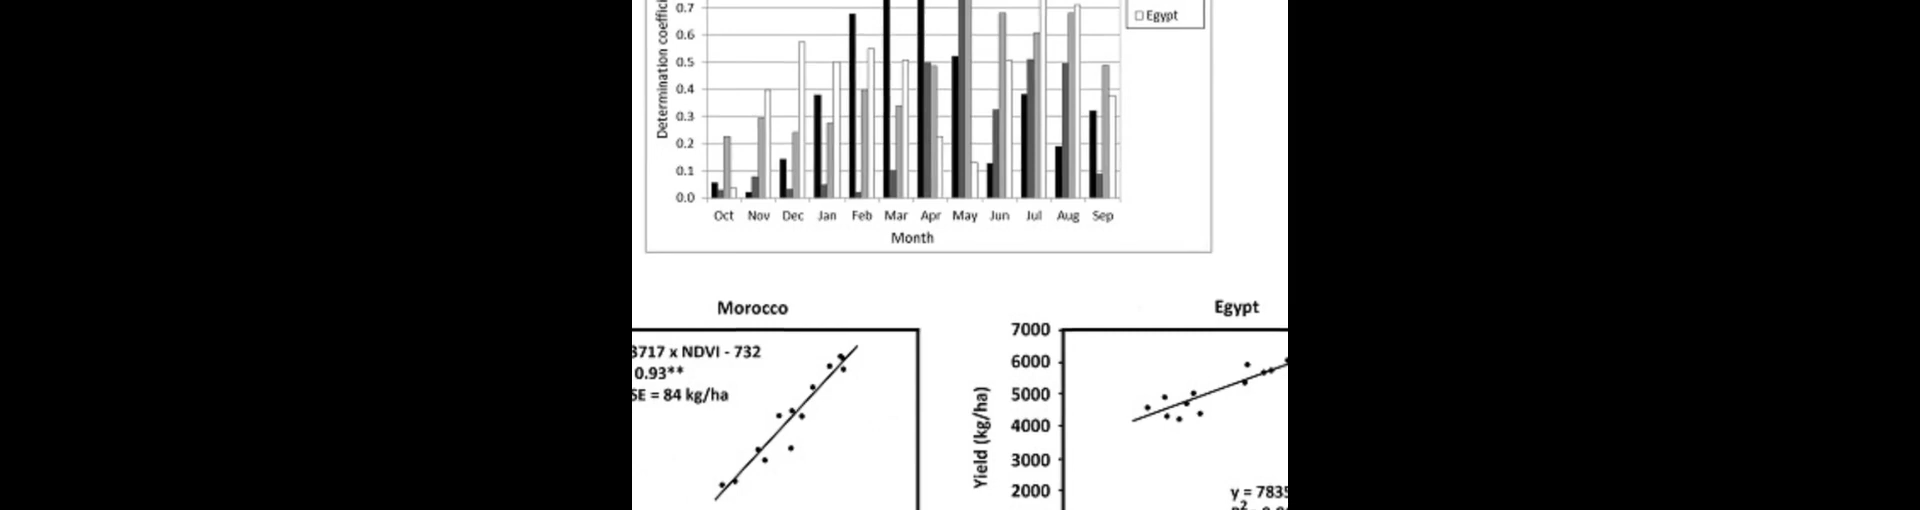 Determination coeffici
0.7
0.6
0.5
0.4
0.3
0.2
0.1
0.0
Oct Nov Dec Jan Feb Mar Apr May Jun Jul Aug Sep
Month
Egypt
Morocco
3717 x NDVI - 732
0.93**
SE = 84 kg/ha
Egypt
Yield (kg/ha)
7000
6000
5000
4000
3000
2000
y = 7835